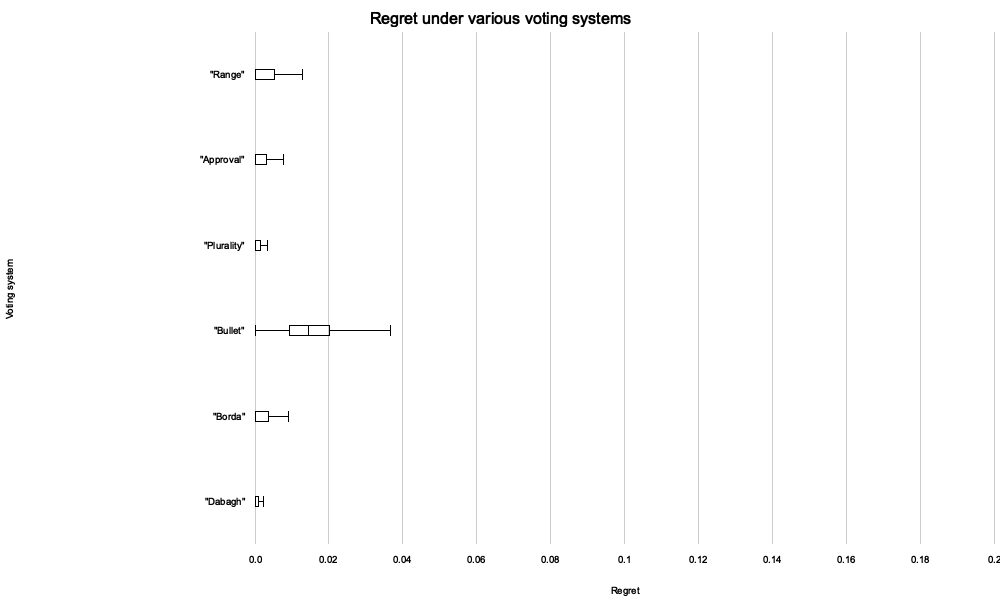 Regret under various voting systems
"Range"
"Approval"
"Plurality"
Voting system
"Bullet"
"Borda"
"Dabagh"
0.0 0.02 0.04 0.06 0.08 0.1 0.12 0.14 0.16 0.18 0.2
Regret